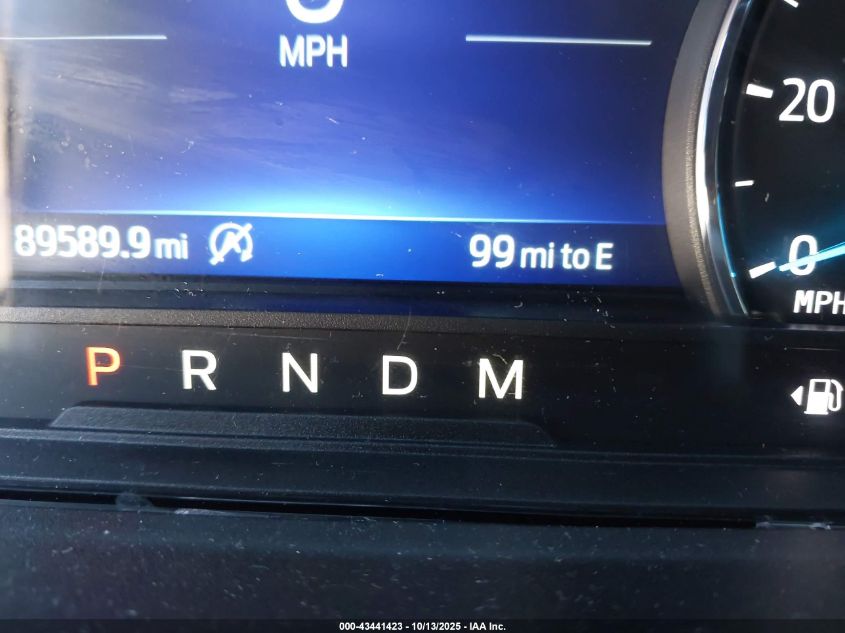 MPH
20
89589.9 mi
99 mi to E
0
MPH
P R N D M
000-43441423 - 10/13/2025 - IAA Inc.